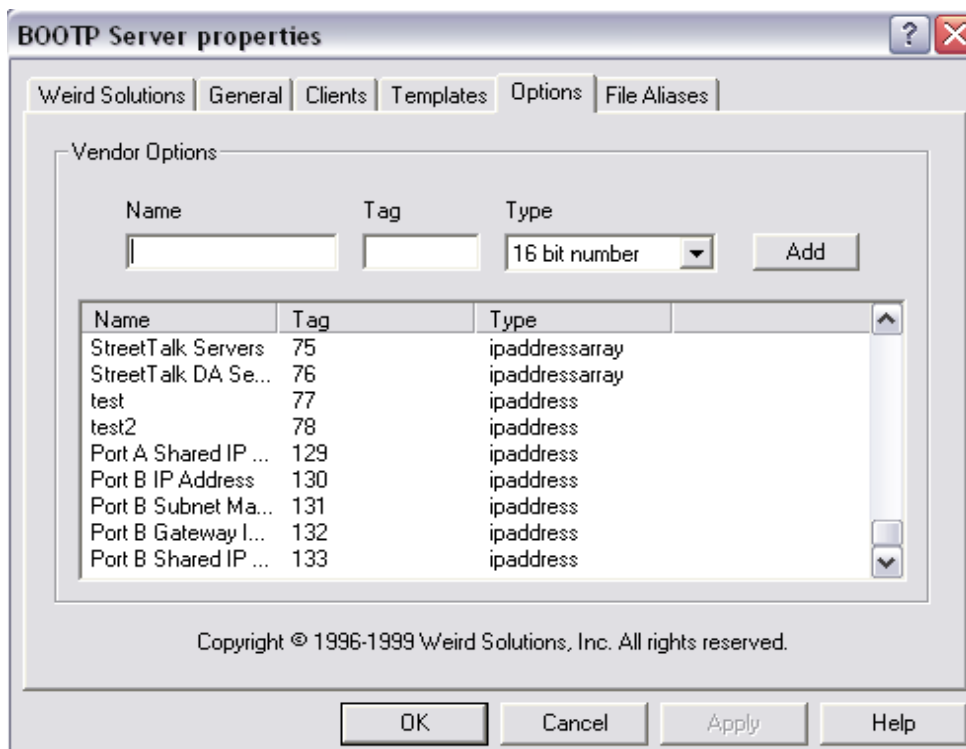 BOOTP Server properties
?
Weird Solutions General Clients Templates Options File Aliases
Vendor Options
Name Tag Type
16 bit number Add
Name Tag Type
StreetTalk Servers 75 ipaddressarray
StreetTalk DA Se... 76 ipaddressarray
test 77 ipaddress
test2 78 ipaddress
Port A Shared IP ... 129 ipaddress
Port B IP Address 130 ipaddress
Port B Subnet Ma... 131 ipaddress
Port B Gateway I... 132 ipaddress
Port B Shared IP ... 133 ipaddress
Copyright © 1996-1999 Weird Solutions, Inc. All rights reserved.
OK Cancel Apply Help